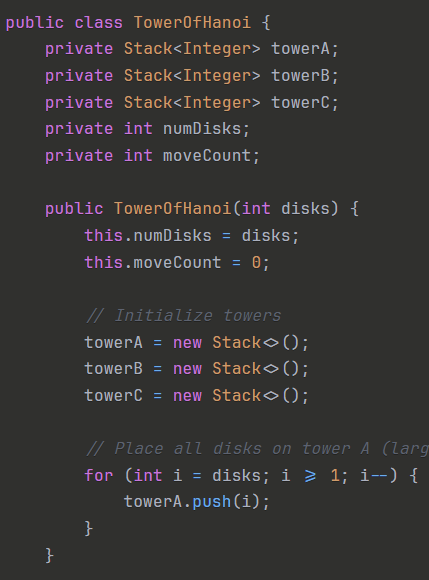 public class TowerOfHanoi {
    private Stack<Integer> towerA;
    private Stack<Integer> towerB;
    private Stack<Integer> towerC;
    private int numDisks;
    private int moveCount;

    public TowerOfHanoi(int disks) {
        this.numDisks = disks;
        this.moveCount = 0;

        // Initialize towers
        towerA = new Stack<>();
        towerB = new Stack<>();
        towerC = new Stack<>();

        // Place all disks on tower A (larg
        for (int i = disks; i >= 1; i--) {
            towerA.push(i);
        }
    }